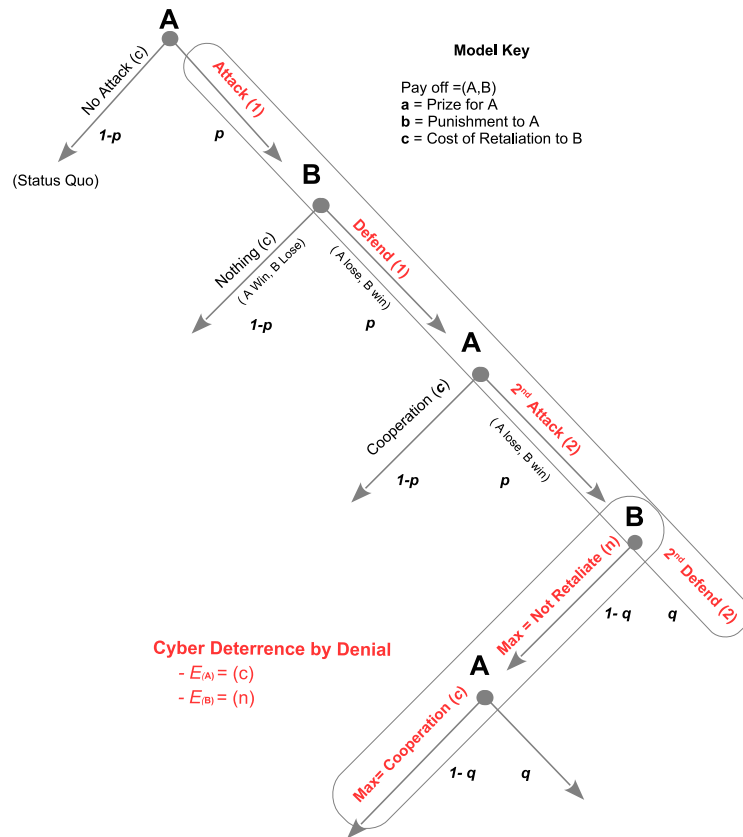 A
Model Key
No Attack (c)
Attack (1)
Pay off =(A,B)
a = Prize for A
b = Punishment to A
c = Cost of Retaliation to B
1-p
p
(Status Quo)
B
Nothing (c)
(A Win, B Lose)
Defend (1)
( A lose, B win)
1-p
p
A
Cooperation (c)
2nd Attack (2)
( A lose, B win)
1-p
p
B
Max = Not Retaliate (n)
2nd Defend (2)
1- q
q
Cyber Deterrence by Denial
- E(A) = (c)
- E(B) = (n)
A
Max= Cooperation (c)
1- q
q